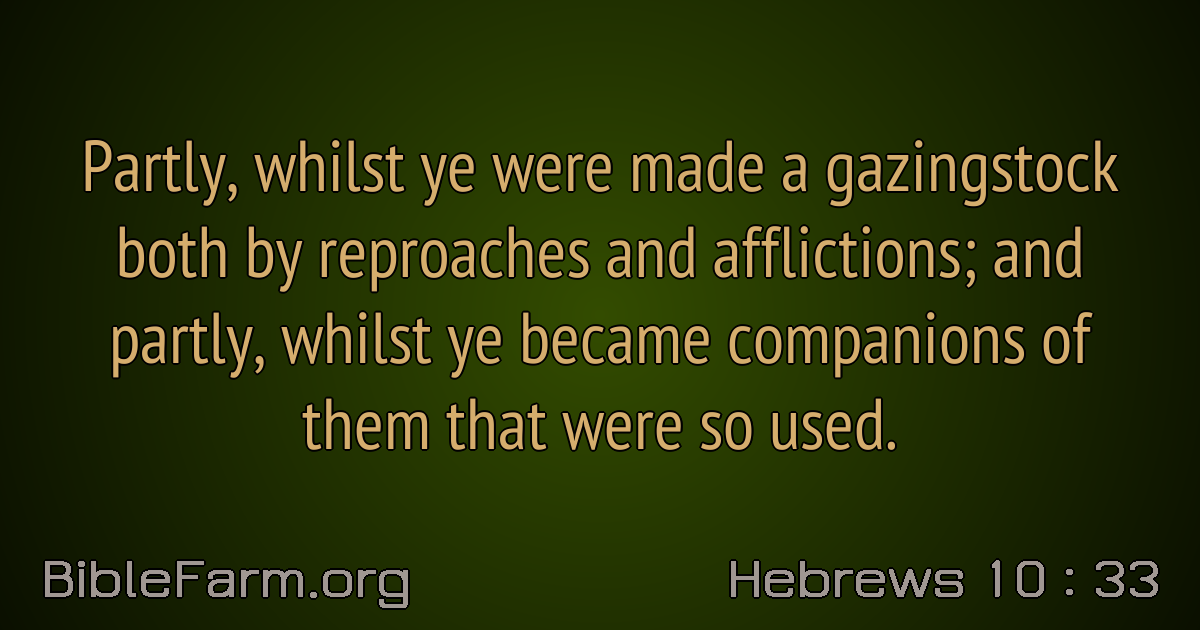 Partly, whilst ye were made a gazingstock
both by reproaches and afflictions; and
partly, whilst ye became companions of
them that were so used.
BibleFarm.org
Hebrews 10 : 33